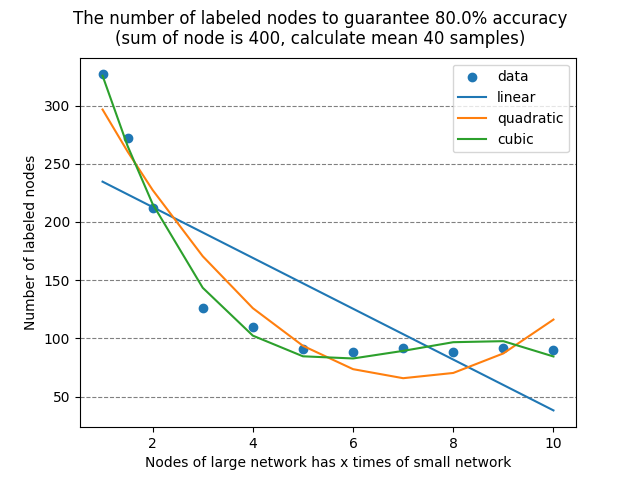 The number of labeled nodes to guarantee 80.0% accuracy
(sum of node is 400, calculate mean 40 samples)
data
linear
quadratic
cubic
Number of labeled nodes
300
250
200
150
100
50
2 4 6 8 10
Nodes of large network has x times of small network